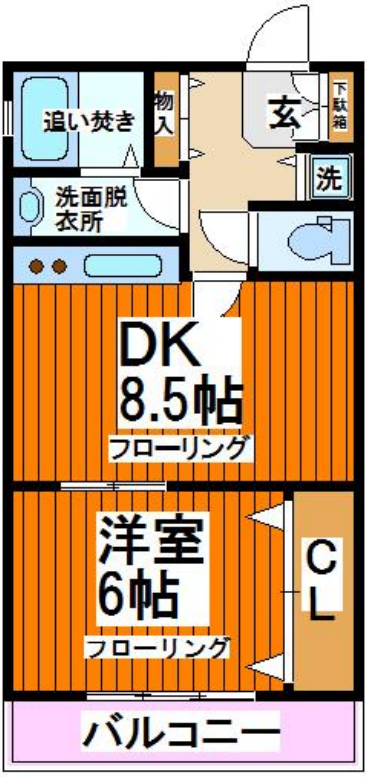 追い焚き
物入
玄
下駄箱
洗面脱
衣所
洗
DK
8.5帖
フローリング
洋室
6帖
フローリング
CL
バルコニー